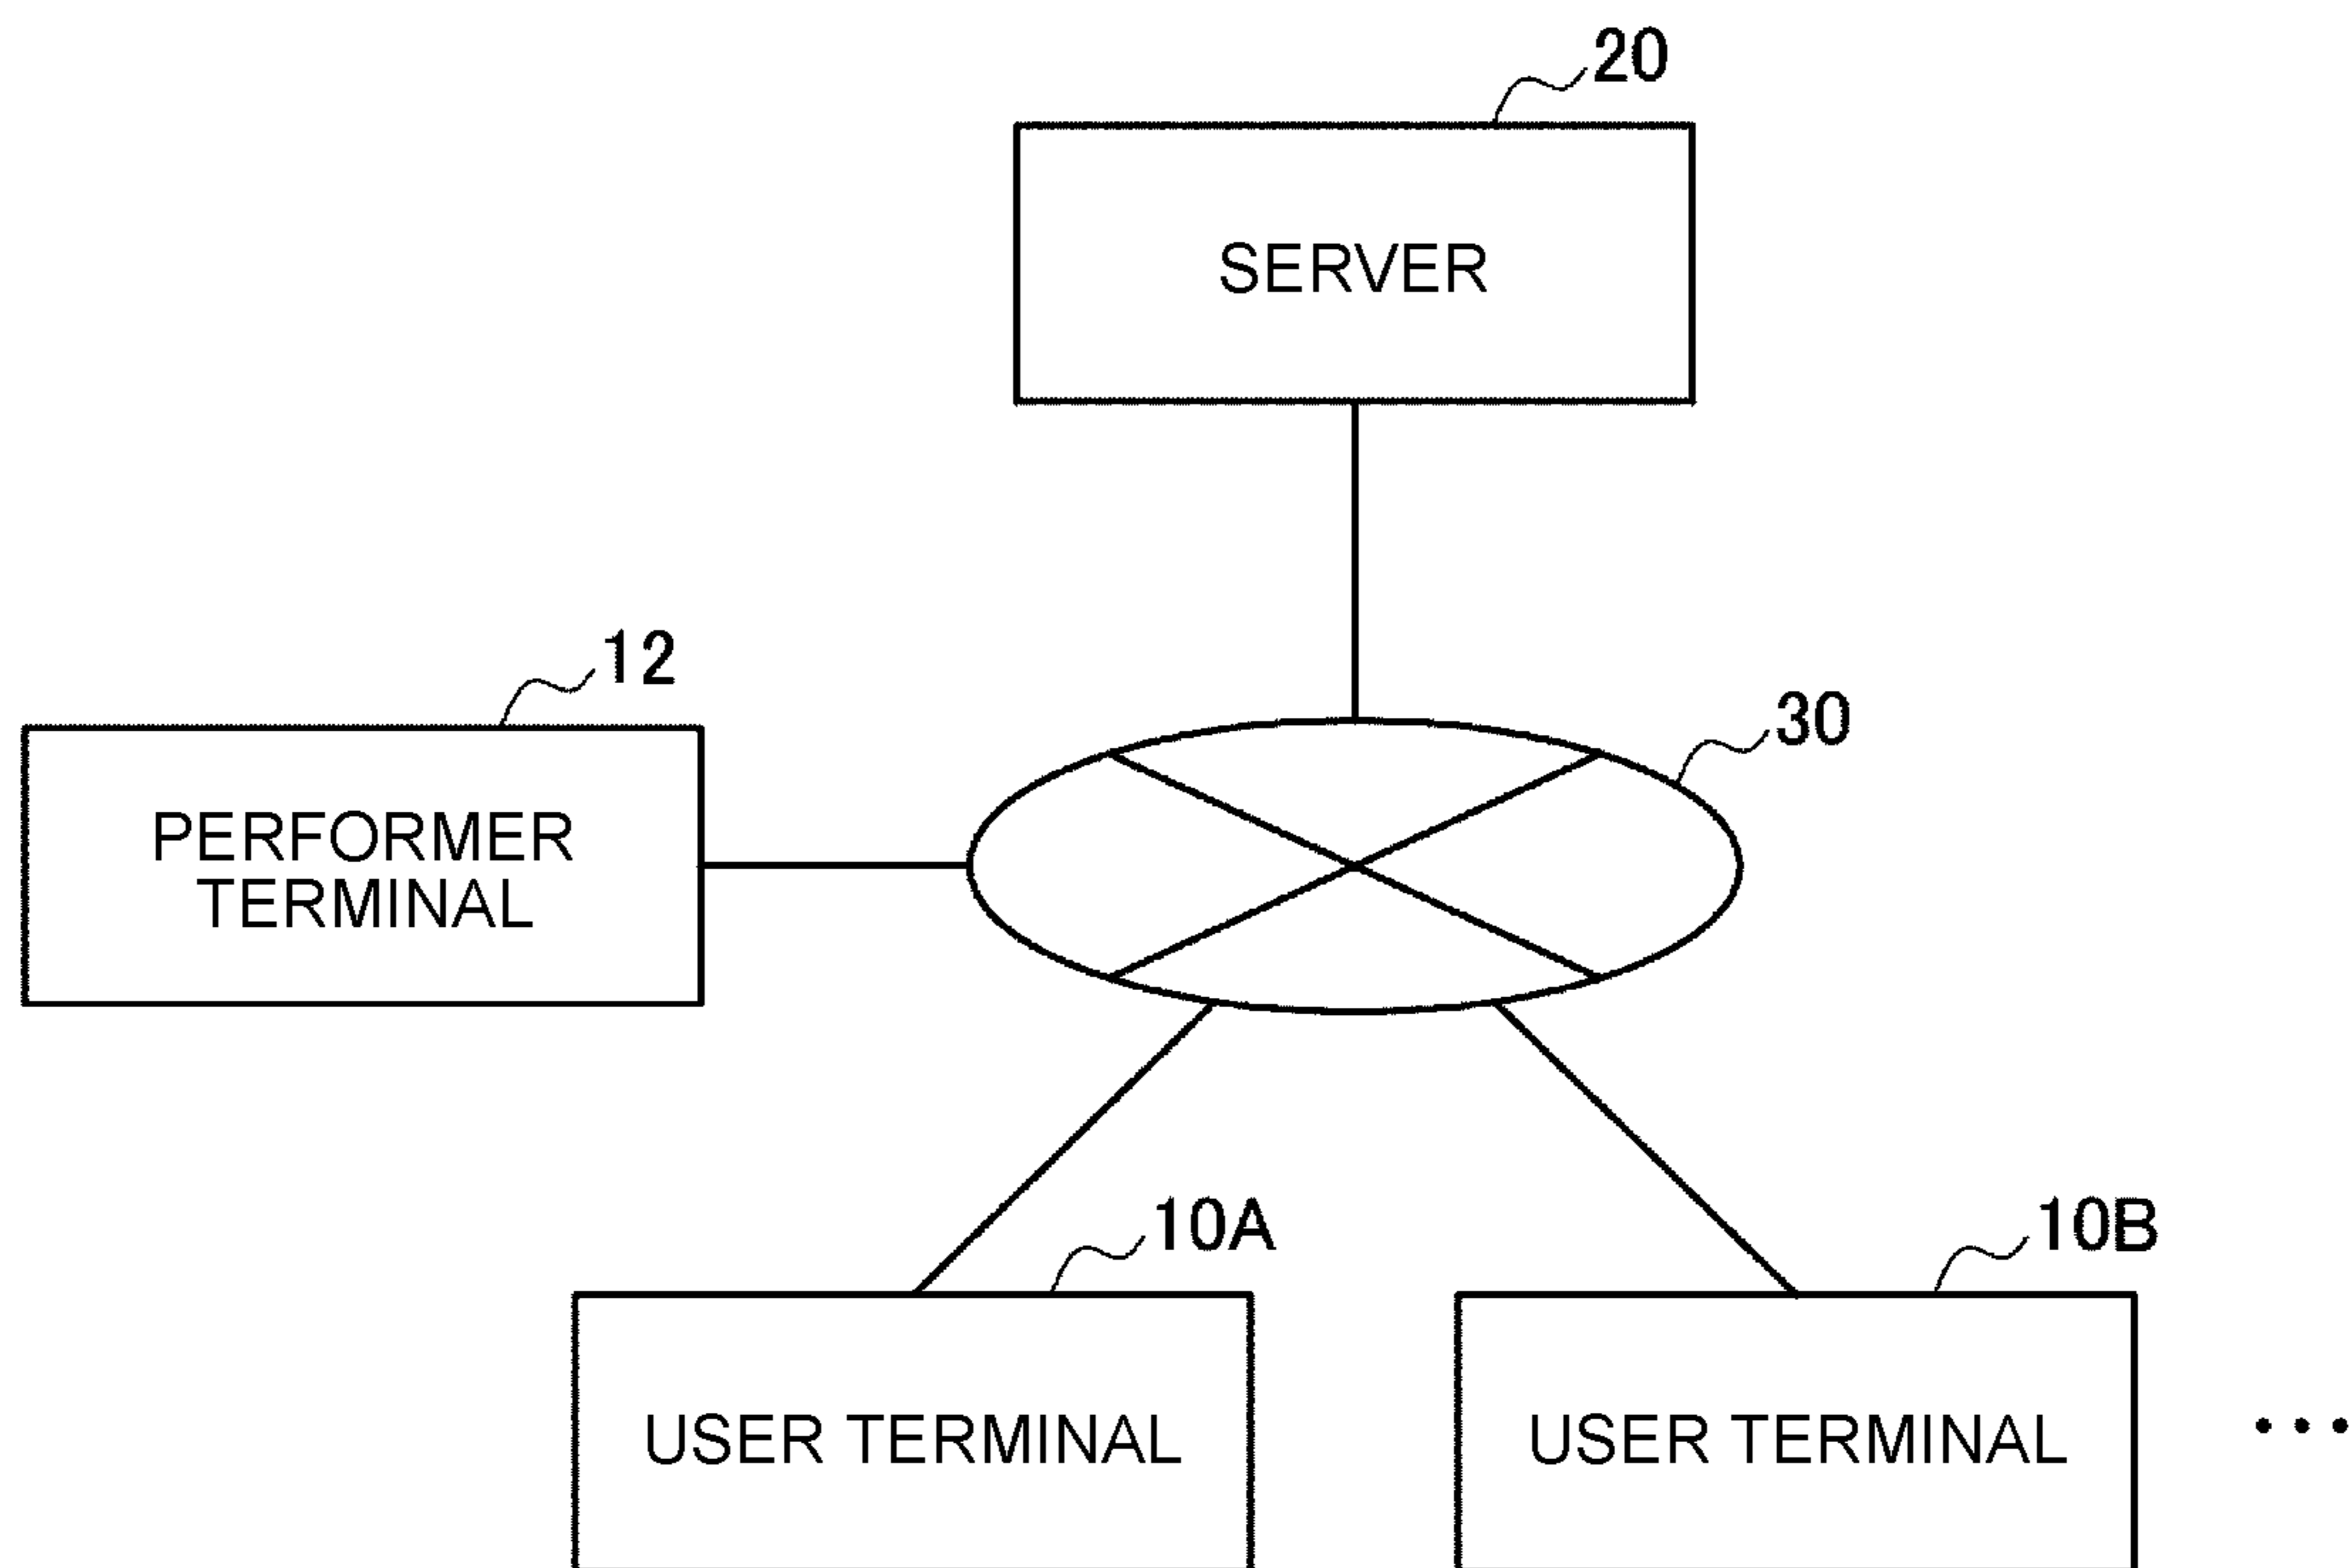 20
SERVER
12
30
PERFORMER
TERMINAL
10A
10B
USER TERMINAL
USER TERMINAL
...